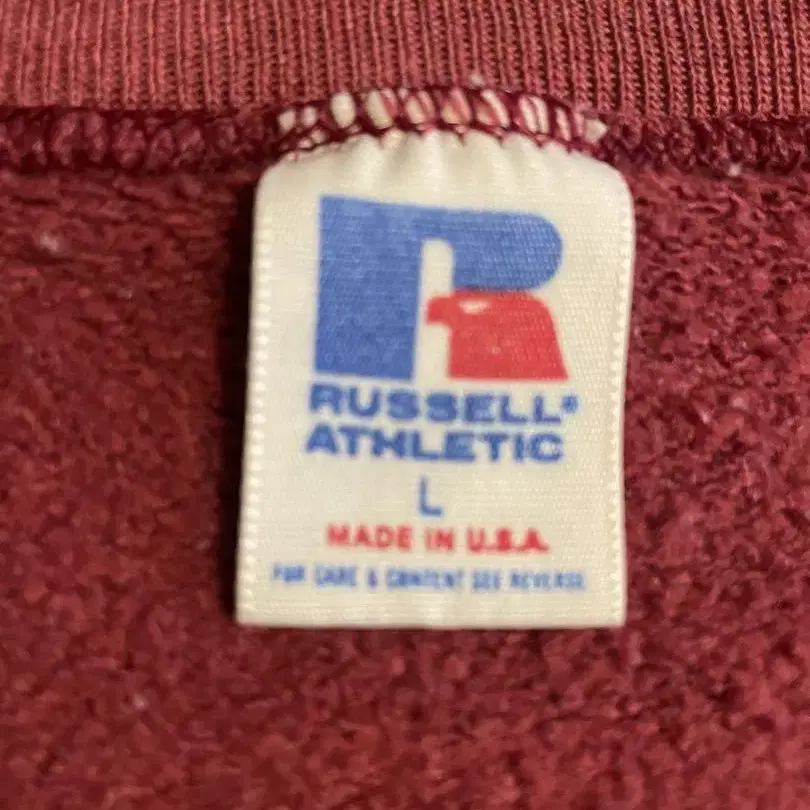 R
RUSSELL®
ATHLETIC
L
MADE IN U.S.A.
FOR CARE & CONTENT SEE REVERSE